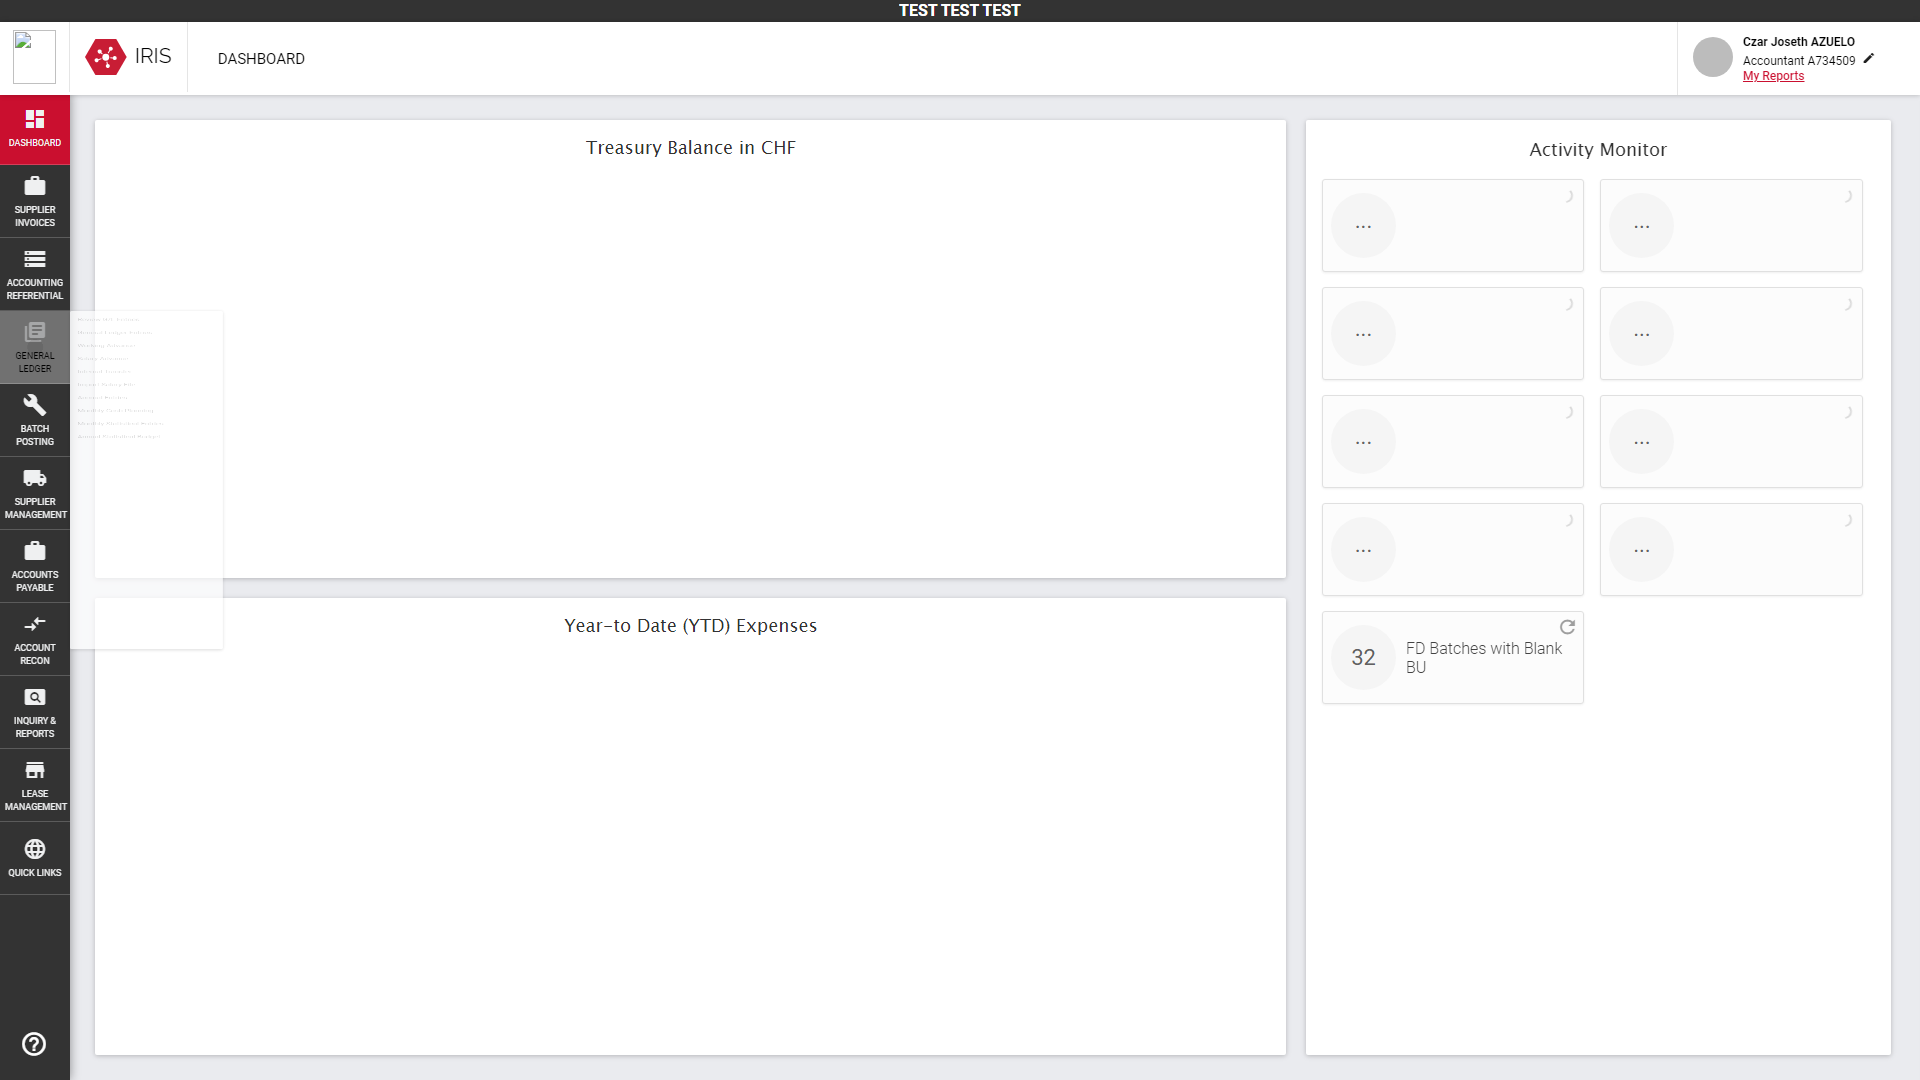 TEST TEST TEST
IRIS
DASHBOARD
Czar Joseth AZUELO
Accountant A734509
My Reports
DASHBOARD
SUPPLIER
INVOICES
ACCOUNTING
REFERENTIAL
GENERAL
LEDGER
BATCH
POSTING
SUPPLIER
MANAGEMENT
ACCOUNTS
PAYABLE
ACCOUNT
RECON
INQUIRY &
REPORTS
LEASE
MANAGEMENT
QUICK LINKS
Treasury Balance in CHF
Year-to Date (YTD) Expenses
Activity Monitor
...
...
...
...
...
...
...
...
32
FD Batches with Blank
BU